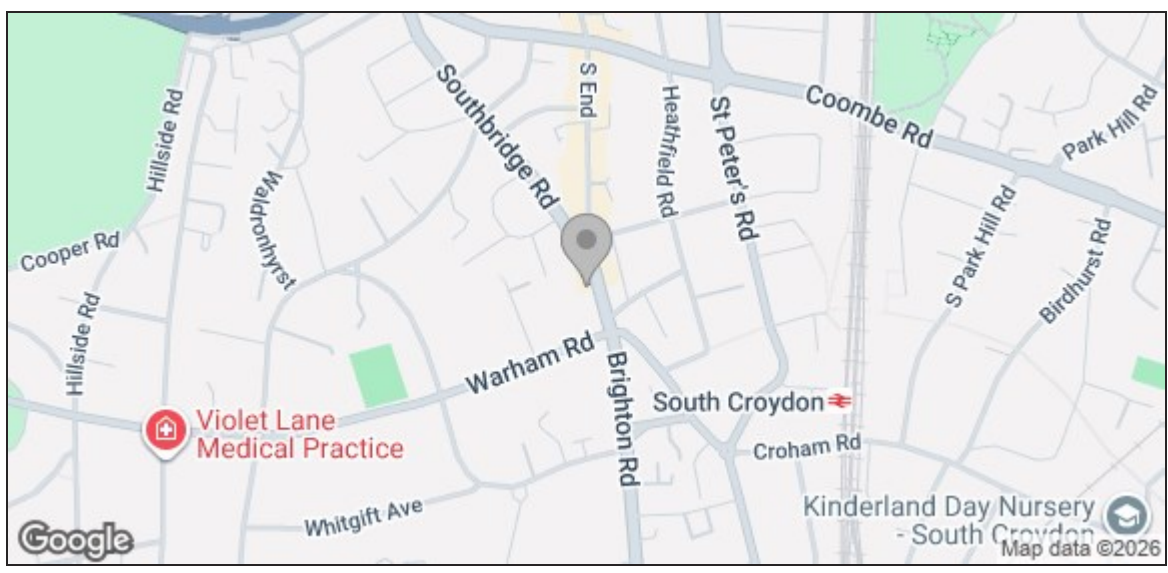 Southbridge Rd
S End
Heathfield Rd
St Peter's Rd
Coombe Rd
Park Hill Rd
Hillside Rd
Waldronhyrst
Cooper Rd
S Park Hill Rd
Birdhurst Rd
Hillside Rd
Warham Rd
Brighton Rd
South Croydon
Violet Lane
Medical Practice
Croham Rd
Whitgift Ave
Kinderland Day Nursery
- South Croydon
Google
Map data ©2026